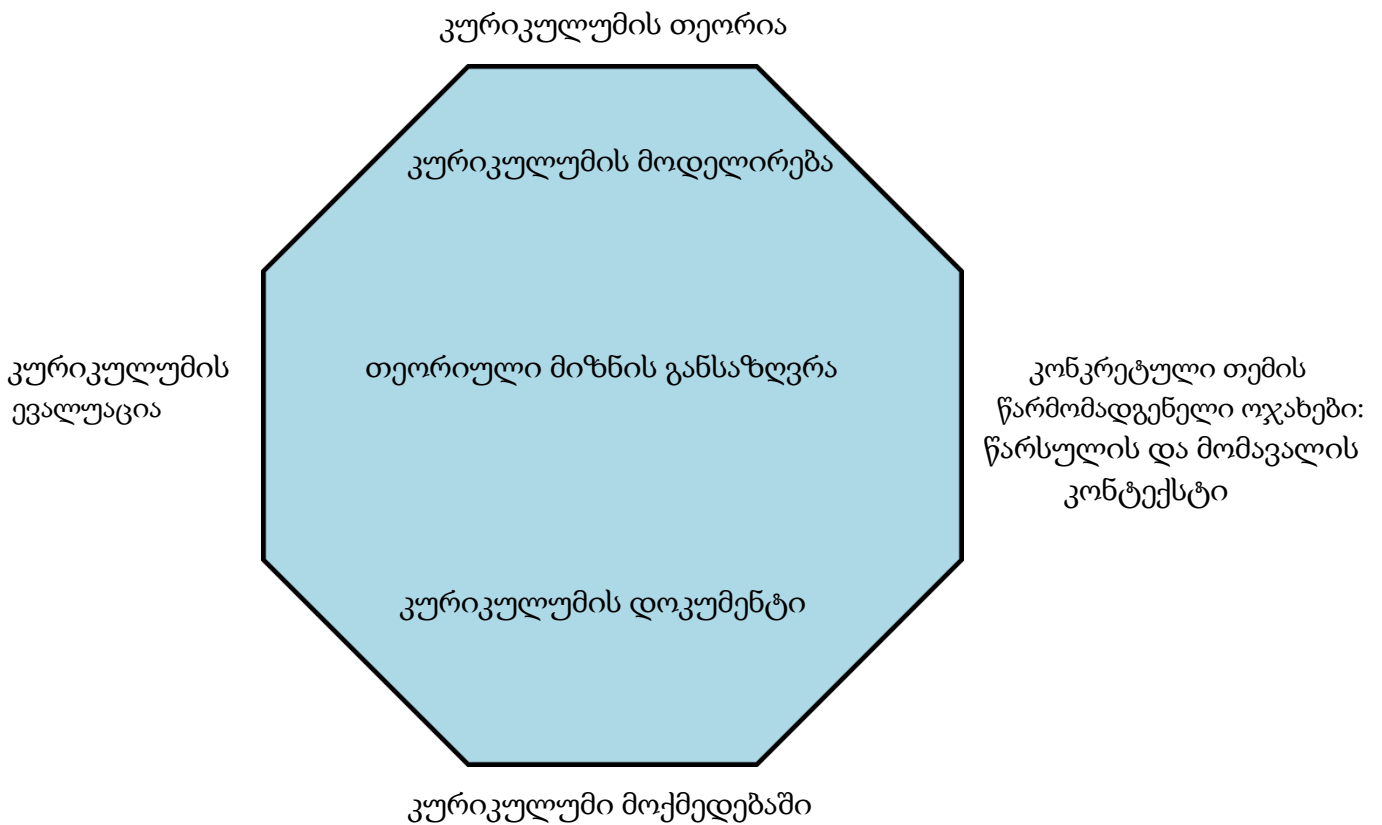 კურიკულუმის თეორია
კურიკულუმის მოდელირება
კურიკულუმის
ევალუაცია
თეორიული მიზნის განსაზღვრა
კონკრეტული თემის
წარმომადგენელი ოჯახები:
წარსულის და მომავალის
კონტექსტი
კურიკულუმის დოკუმენტი
კურიკულუმი მოქმედებაში